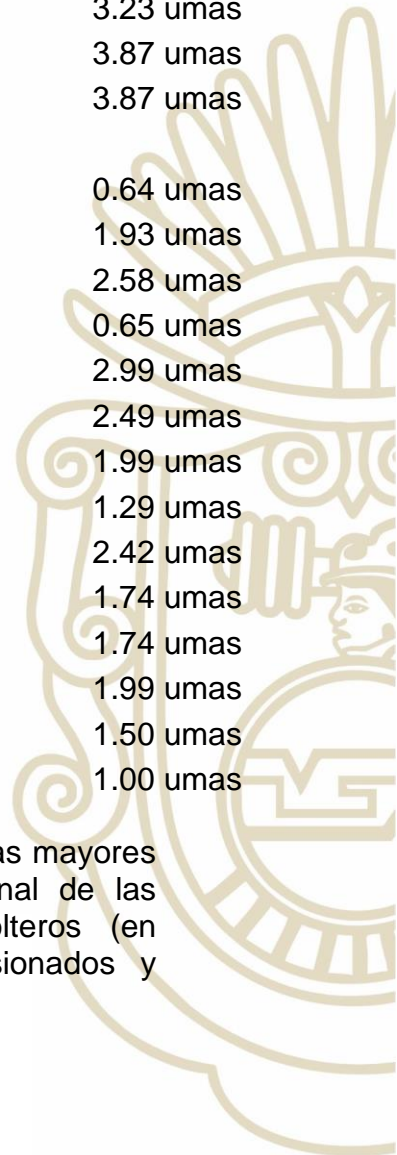 3.23 umas
3.87 umas
3.87 umas
0.64 umas
1.93 umas
2.58 umas
0.65 umas
2.99 umas
2.49 umas
1.99 umas
1.29 umas
2.42 umas
1.74 umas
1.74 umas
1.99 umas
1.50 umas
1.00 umas
as mayores
nal de las
olteros (en
sionados y